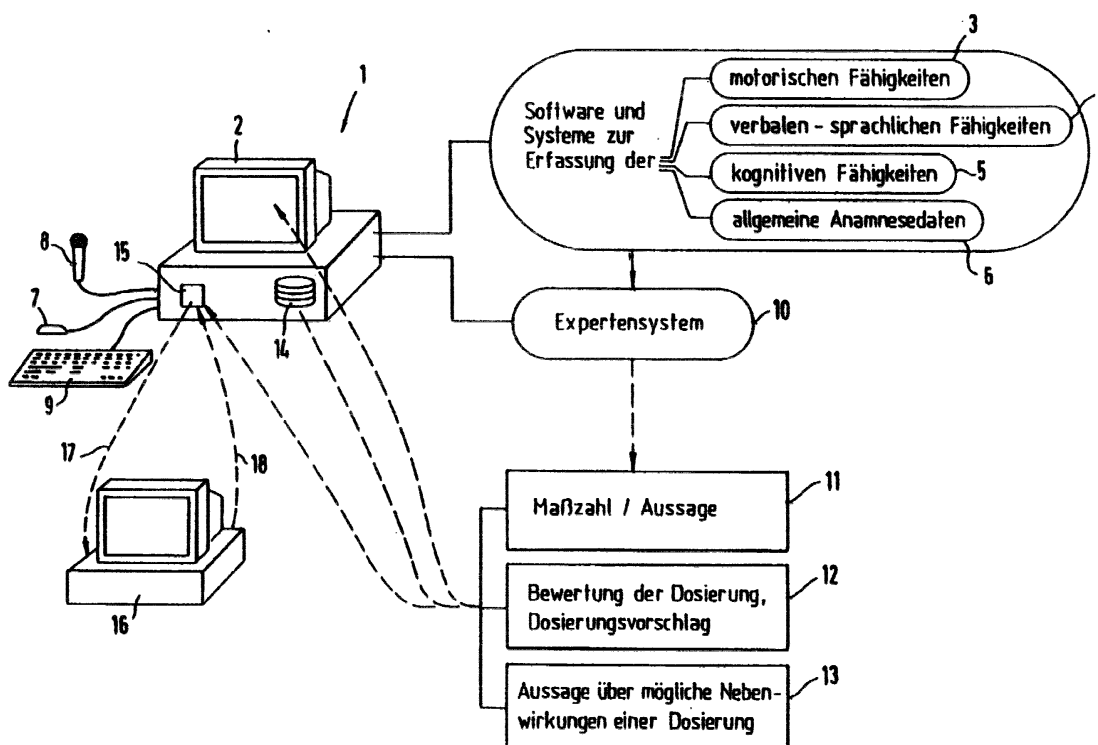 3
1
2
motorischen Fähigkeiten
Software und
Systeme zur
Erfassung der
verbalen - sprachlichen Fähigkeiten
kognitiven Fähigkeiten
5
allgemeine Anamnesedaten
6
8
15
7
14
9
Expertensystem
10
17
18
16
Maßzahl / Aussage
11
Bewertung der Dosierung,
Dosierungsvorschlag
12
Aussage über mögliche Neben-
wirkungen einer Dosierung
13